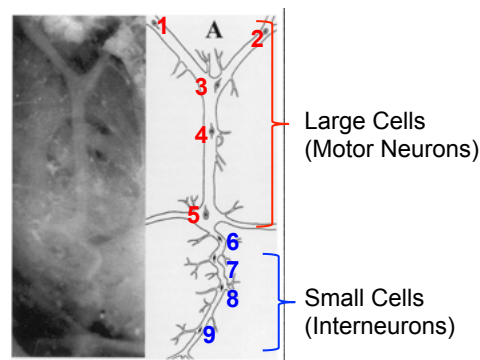 1
2
A
3
4
Large Cells
(Motor Neurons)
5
6
7
8
Small Cells
(Interneurons)
9